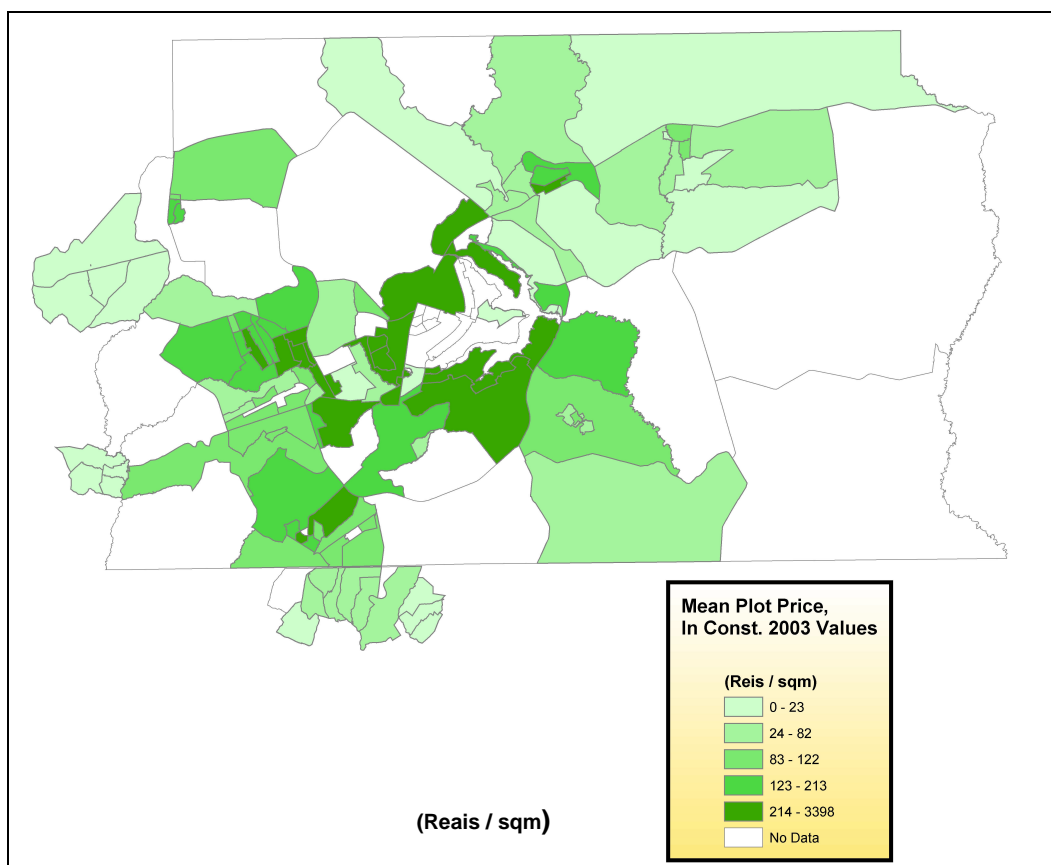 Mean Plot Price,
In Const. 2003 Values
(Reis / sqm)
0 - 23
24 - 82
83 - 122
123 - 213
214 - 3398
No Data
(Reais / sqm)